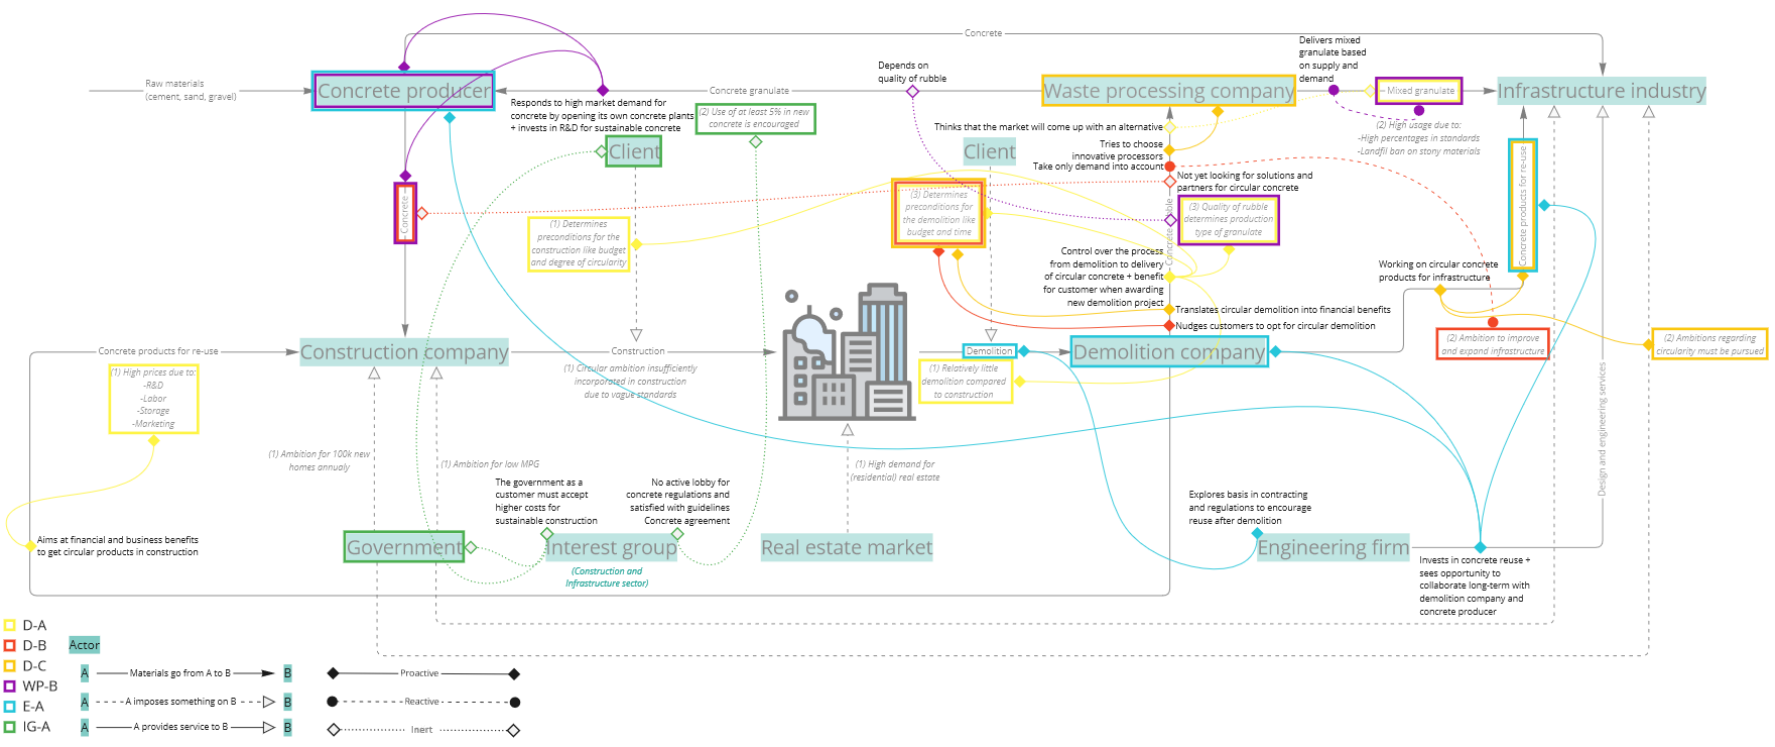 Concrete
Raw materials
(cement, sand, gravel)
Concrete producer
Responds to high market demand for
concrete by opening its own concrete plants
+ invests in R&D for sustainable concrete
Concrete granulate
(2) Use of at least 5% in new
concrete is encouraged
Depends on
quality of rubble
Waste processing company
Delivers mixed
granulate based
on supply and
demand
Mixed granulate
Infrastructure industry
(2) High usage due to:
-High percentages in standards
-Landfill ban on stony materials
Client
Client
Thinks that the market will come up with an alternative
Tries to choose
innovative processors
Take only demand into account
Not yet looking for solutions and
partners for circular concrete
Concrete
(1) Determines
preconditions for the
construction like budget
and degree of circularity
(3) Determines
preconditions for
the demolition like
budget and time
(3) Quality of rubble
determines production
type of granulate
Concrete
Concrete products for re-use
Control over the process
from demolition to delivery
of circular concrete + benefit
for customer when awarding
new demolition project
Working on circular concrete
products for infrastructure
Translates circular demolition into financial benefits
Nudges customers to opt for circular demolition
Concrete products for re-use
Construction company
Construction
Demolition
Demolition company
(2) Ambition to improve
and expand infrastructure
(2) Ambitions regarding
circularity must be pursued
(1) High prices due to:
-R&D
-Labor
-Storage
-Marketing
(1) Circular ambition insufficiently
incorporated in construction
due to vague standards
(1) Relatively little
demolition compared
to construction
Design and engineering services
(1) Ambition for 100k new
homes annualy
(1) Ambition for low MPG
(1) High demand for
(residential) real estate
The government as a
customer must accept
higher costs for
sustainable construction
No active lobby for
concrete regulations and
satisfied with guidelines
Concrete agreement
Explores basis in contracting
and regulations to encourage
reuse after demolition
Aims at financial and business benefits
to get circular products in construction
Government
Interest group
(Construction and
Infrastructure sector)
Real estate market
Engineering firm
Invests in concrete reuse +
sees opportunity to
collaborate long-term with
demolition company and
concrete producer
D-A
D-B
D-C
WP-B
E-A
IG-A
Actor
A Materials go from A to B B
A A imposes something on B B
A A provides service to B B
Proactive
Reactive
Inert